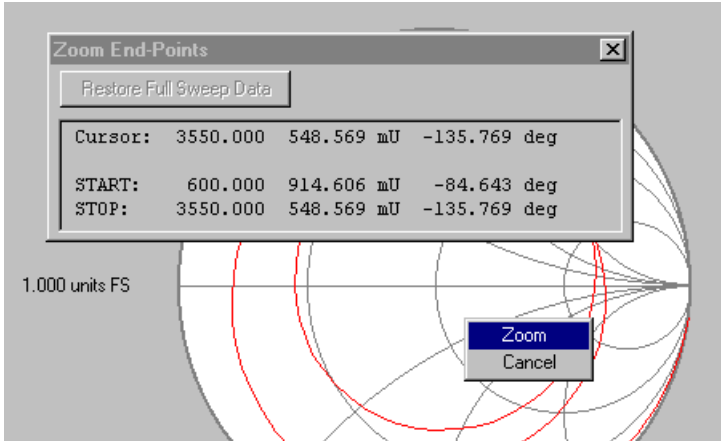 Zoom End-Points
Restore Full Sweep Data
Cursor: 3550.000 548.569 mU -135.769 deg
START: 600.000 914.606 mU -84.643 deg
STOP: 3550.000 548.569 mU -135.769 deg
1.000 units FS
Zoom
Cancel